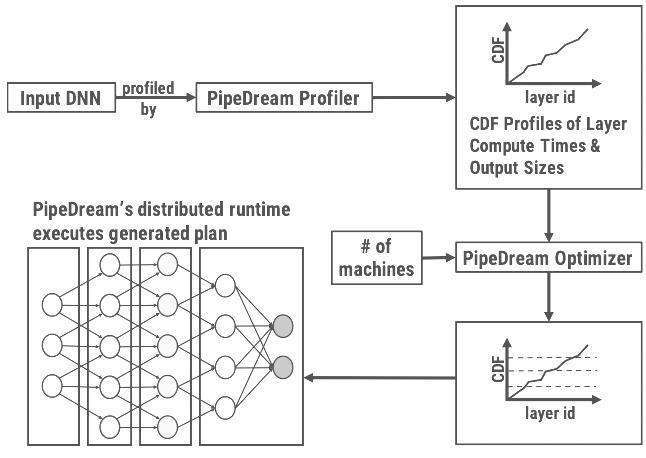 Input DNN
profiled
by
PipeDream Profiler
CDF
layer id
CDF Profiles of Layer
Compute Times &
Output Sizes
# of
machines
PipeDream Optimizer
CDF
layer id
PipeDream's distributed runtime
executes generated plan